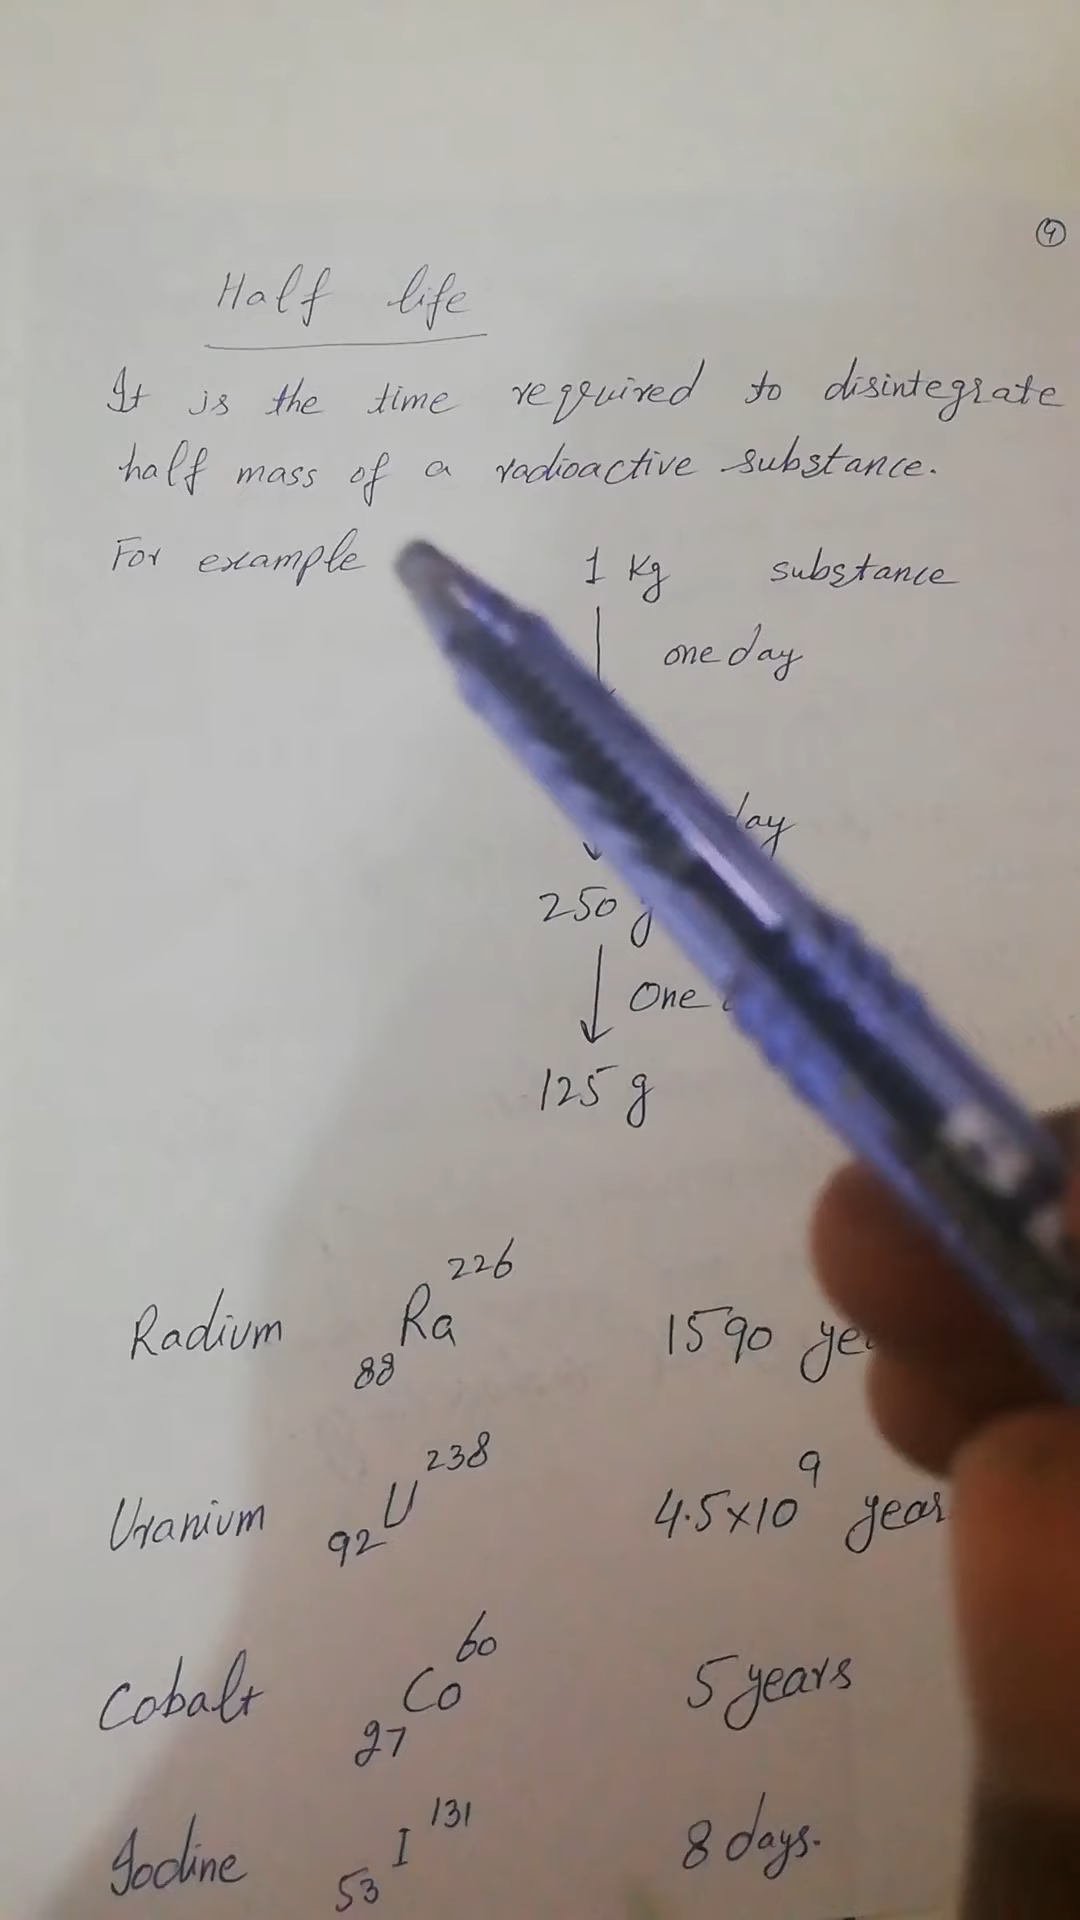 9
Half life
It is the time required to disintegrate
half mass of a radioactive substance.
For example 1 Kg substance
one day
250 g
One
125 g
Radium 88 Ra 226 1590
Uranium 92 U 238 4.5×10 9 year
Cobalt 27 Co 60 5 years
Iodine 53 I 131 8 days.